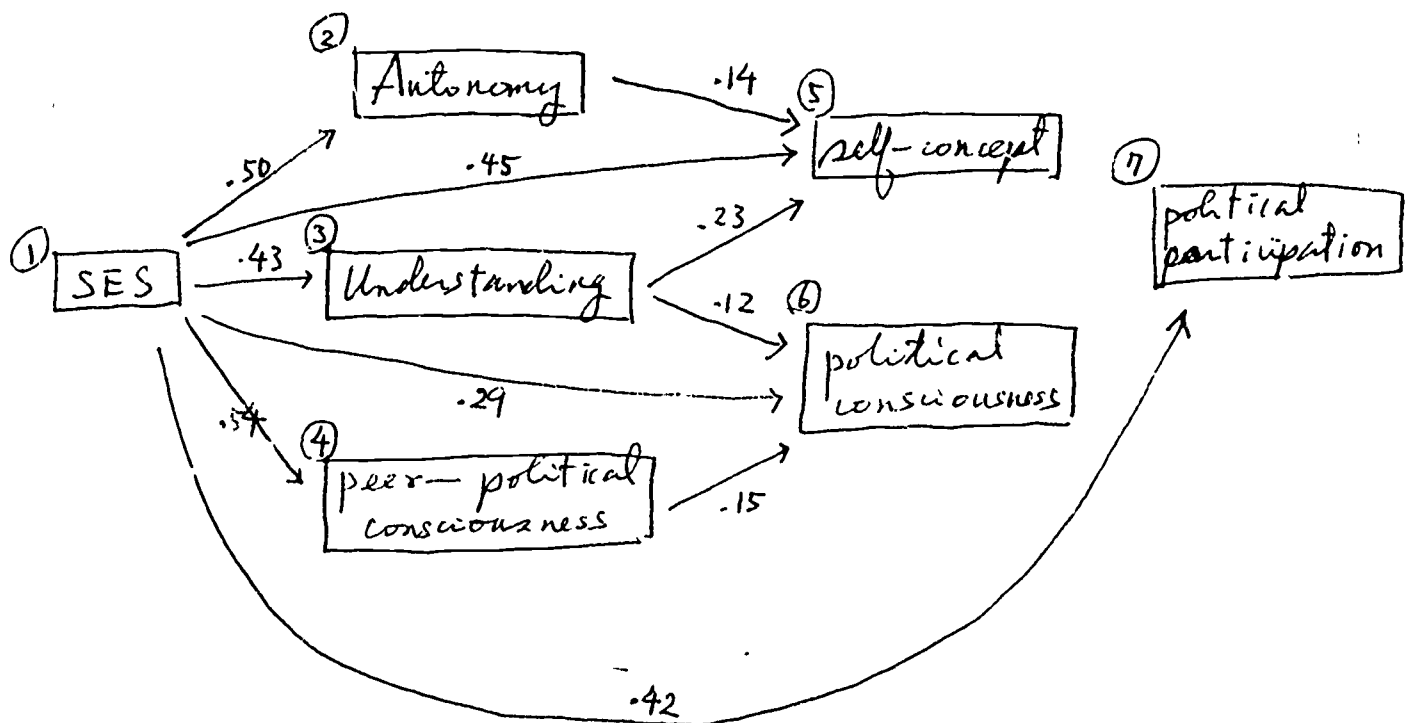 ②
Autonomy
.14
⑤
self-concept
⑦
political
participation
.50
.45
.23
①
SES
.43
③
Understanding
.12
⑥
political
consciousness
.29
④
peer-political
consciousness
.15
.42